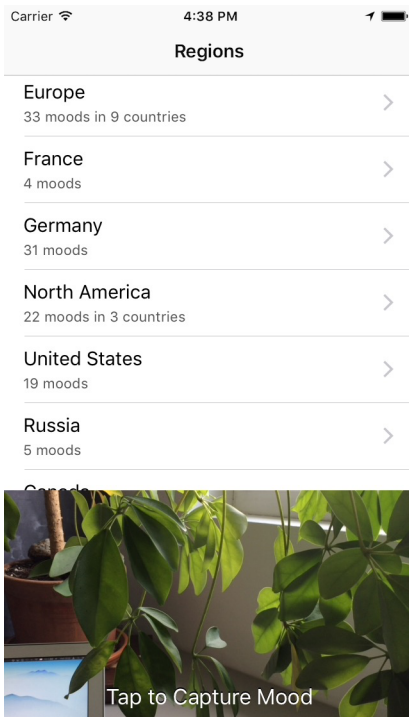 Carrier 4:38 PM
Regions
Europe
33 moods in 9 countries
France
4 moods
Germany
31 moods
North America
22 moods in 3 countries
United States
19 moods
Russia
5 moods
Canada
Tap to Capture Mood